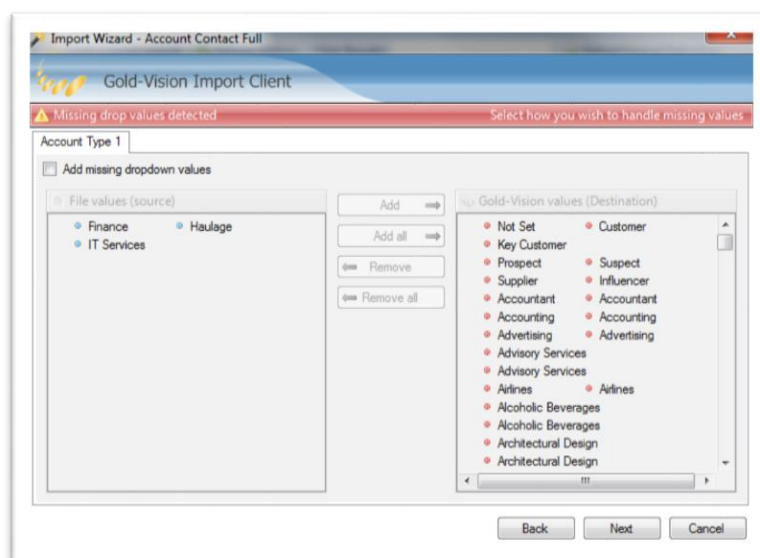 Import Wizard - Account Contact Full
Gold-Vision Import Client
Missing drop values detected Select how you wish to handle missing values
Account Type 1
Add missing dropdown values
File values (source)
Finance Haulage
IT Services
Add
Add all
Remove
Remove all
Gold-Vision values (Destination)
Not Set Customer
Key Customer
Prospect Suspect
Supplier Influencer
Accountant Accountant
Accounting Accounting
Advertising Advertising
Advisory Services
Advisory Services
Airlines Airlines
Alcoholic Beverages
Alcoholic Beverages
Architectural Design
Architectural Design
Back Next Cancel